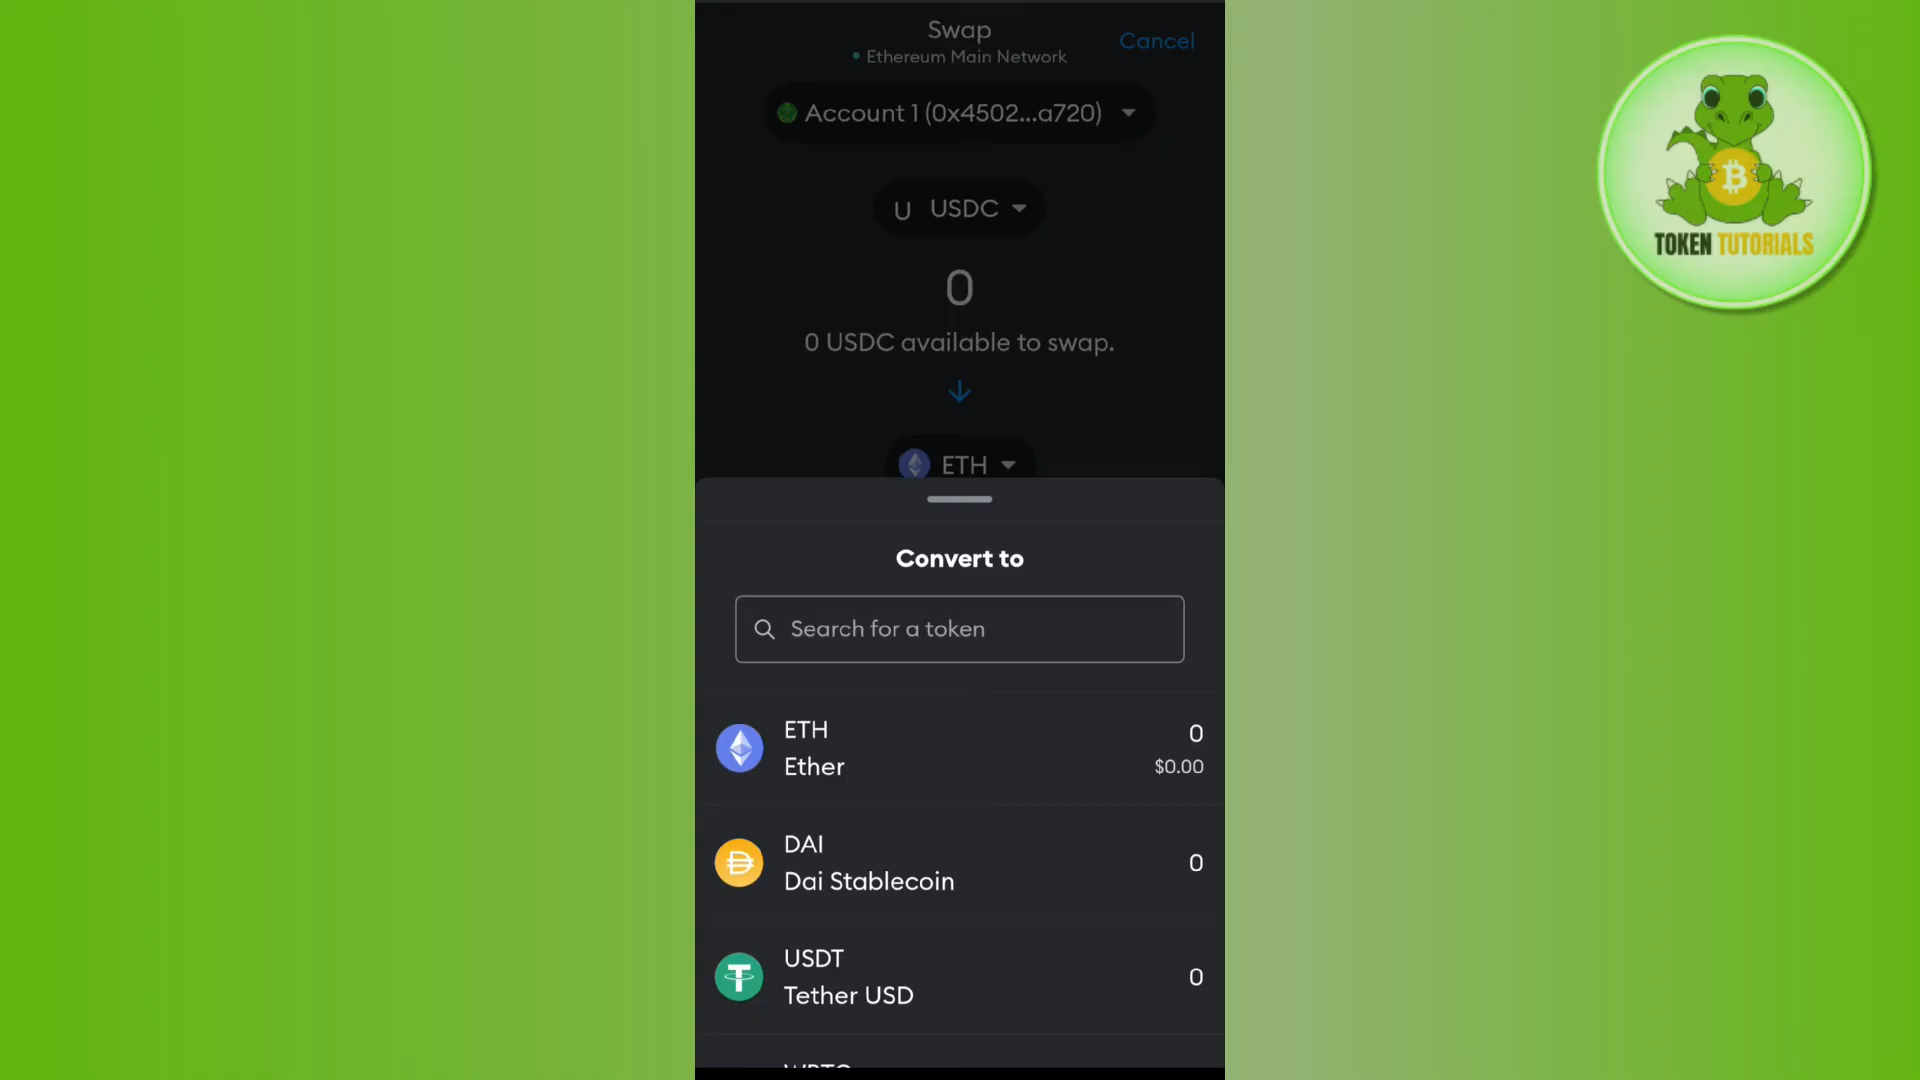 Swap
Ethereum Main Network
Cancel
Account 1 (0x4502...a720)
U USDC
0
0 USDC available to swap.
ETH
Convert to
Search for a token
ETH
0
Ether
$0.00
DAI
0
Dai Stablecoin
USDT
0
Tether USD
TOKEN TUTORIALS